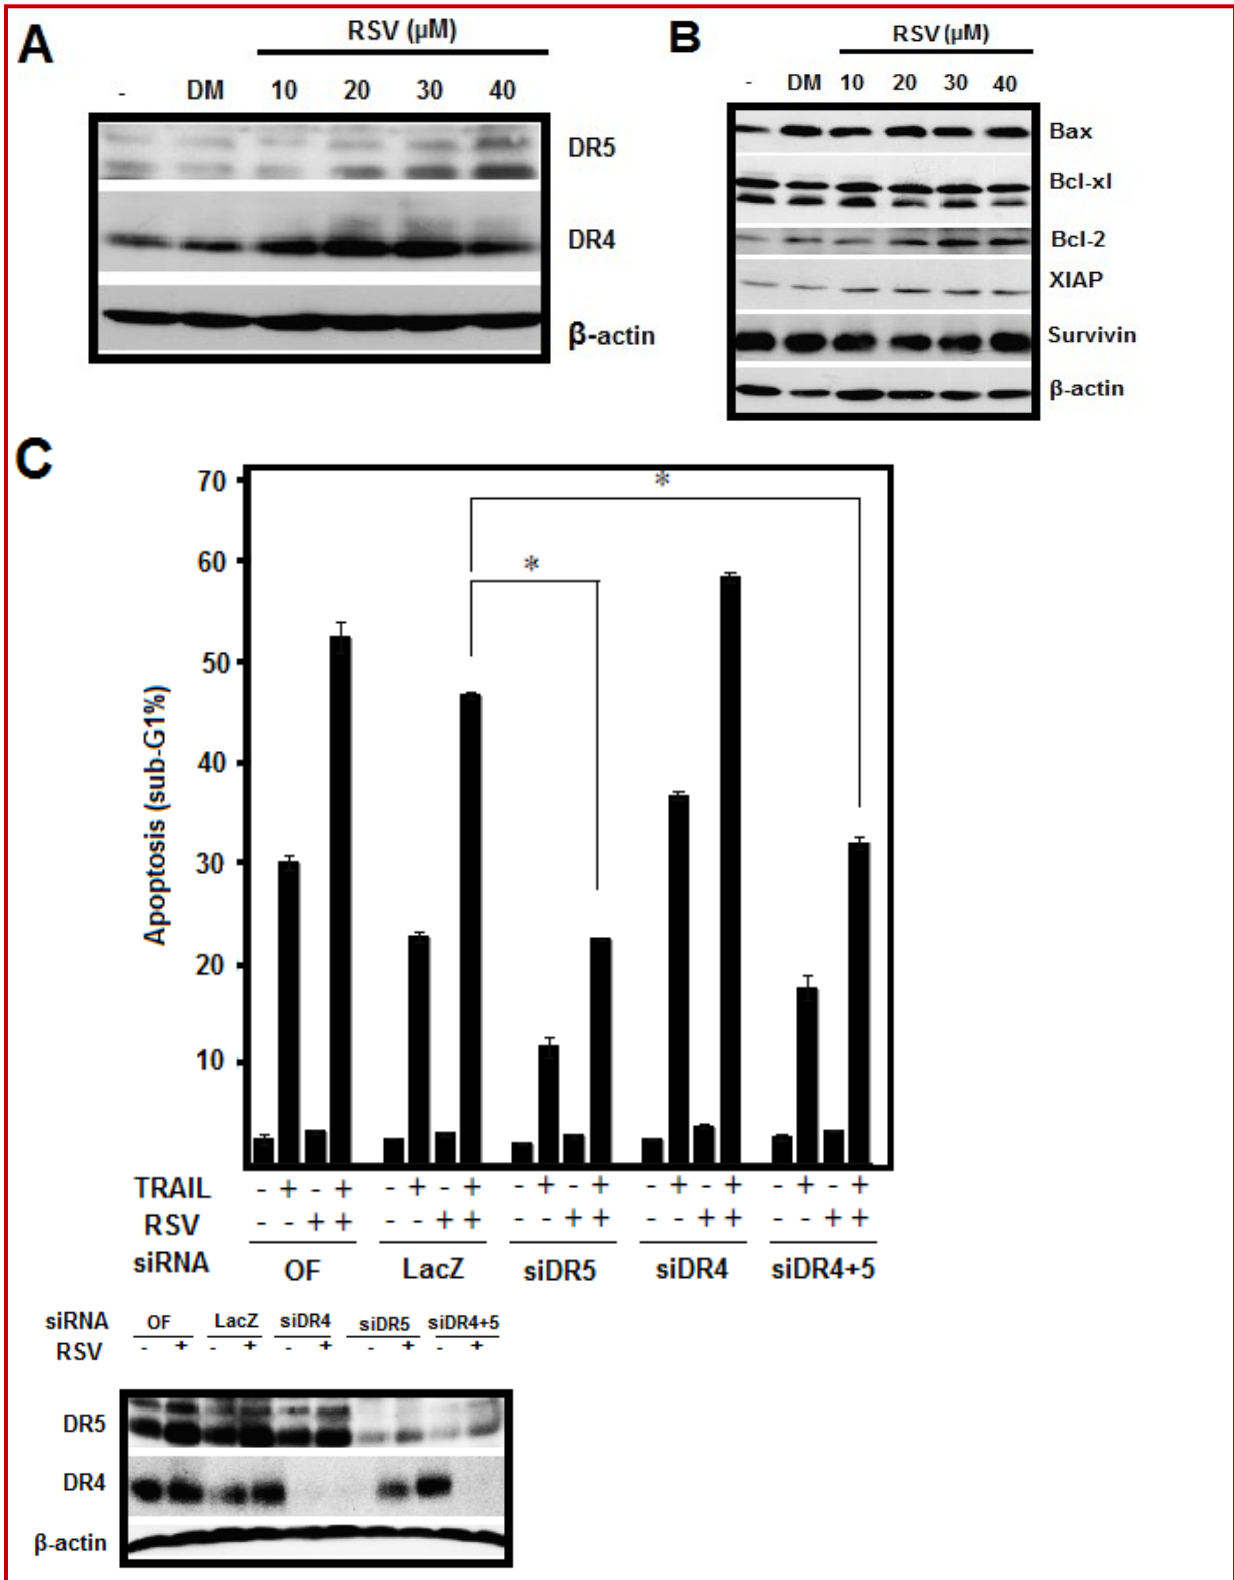 A
RSV (µM)
- DM 10 20 30 40
DR5
DR4
β-actin
B
RSV (µM)
- DM 10 20 30 40
Bax
Bcl-xl
Bcl-2
XIAP
Survivin
β-actin
C
Apoptosis (sub-G1%)
70
60
50
40
30
20
10
*
*
TRAIL - + - + - + - + - + - + - + - + - + - +
RSV - - + + - - + + - - + + - - + + - - + +
siRNA OF LacZ siDR5 siDR4 siDR4+5
siRNA OF LacZ siDR4 siDR5 siDR4+5
RSV - + - + - + - + - +
DR5
DR4
β-actin